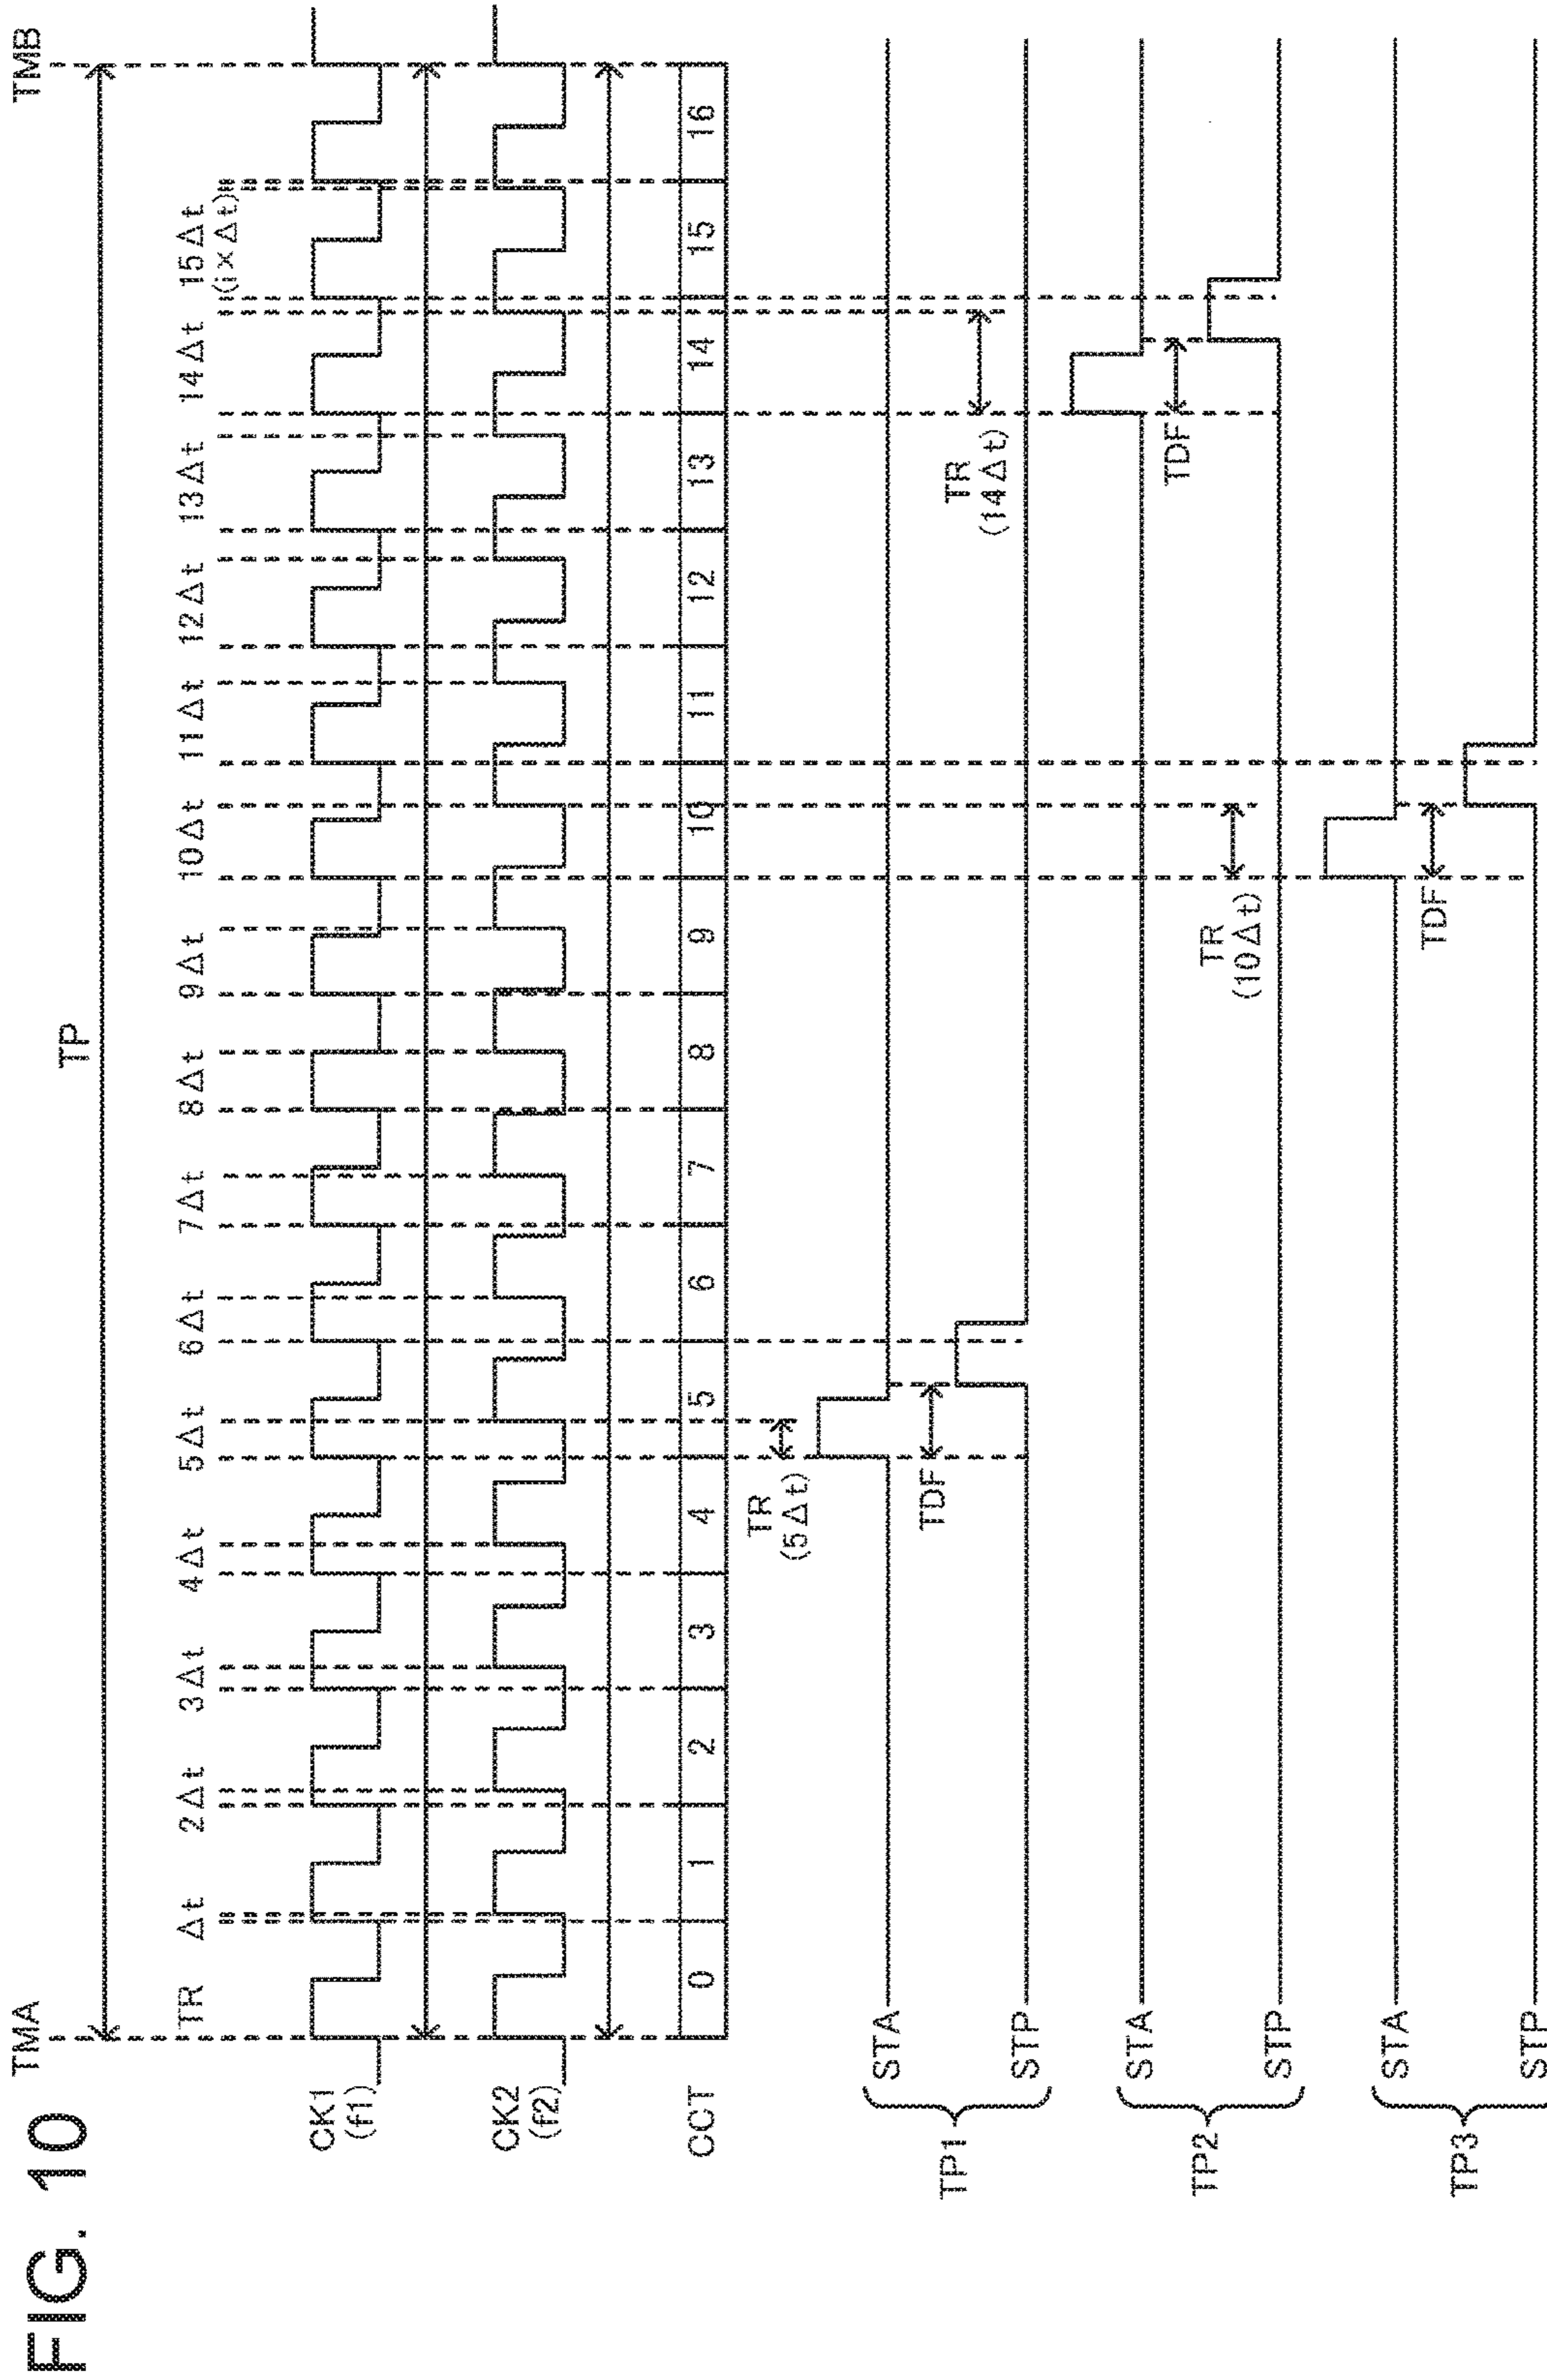 FIG. 10
TMA TMB
TP
TR Δt 2Δt 3Δt 4Δt 5Δt 6Δt 7Δt 8Δt 9Δt 10Δt 11Δt 12Δt 13Δt 14Δt 15Δt
(i×Δt)
CK1
(f1)
CK2
(f2)
CCT 0 1 2 3 4 5 6 7 8 9 10 11 12 13 14 15 16
TR
(5Δt)
TP1
STA
TDF
STP
TR
(14Δt)
TP2
STA
TDF
STP
TR
(10Δt)
TP3
STA
TDF
STP